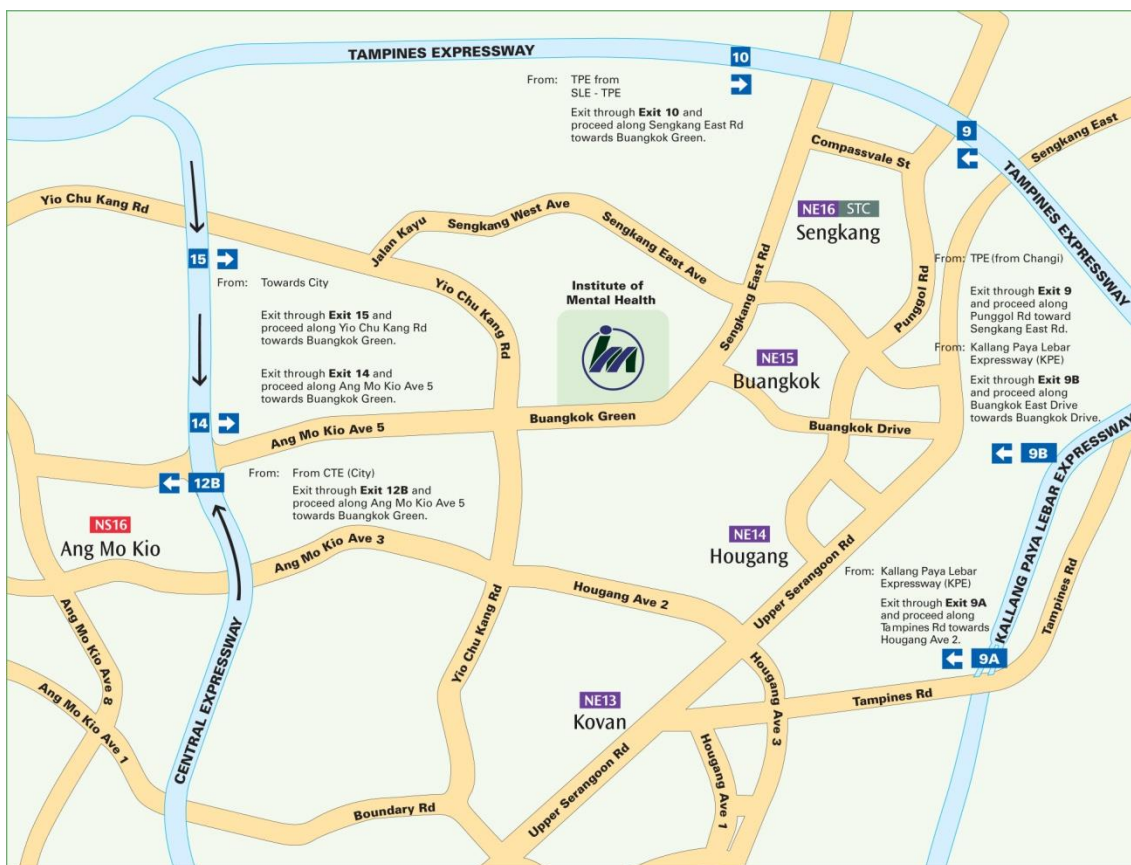 TAMPINES EXPRESSWAY
10
From: TPE from
SLE - TPE
Exit through Exit 10 and
proceed along Sengkang East Rd
towards Buangkok Green.
9
Sengkang East
Compassvale St
TAMPINES EXPRESSWAY
Yio Chu Kang Rd
Jalan Kayu
Sengkang West Ave
Sengkang East Ave
Sengkang East Rd
NE16 STC
Sengkang
Punggol Rd
15
From: Towards City
Exit through Exit 15 and
proceed along Yio Chu Kang Rd
towards Buangkok Green.
Exit through Exit 14 and
proceed along Ang Mo Kio Ave 5
towards Buangkok Green.
Yio Chu Kang Rd
Institute of
Mental Health
im
From: TPE (from Changi)
Exit through Exit 9
and proceed along
Punggol Rd toward
Sengkang East Rd.
From: Kallang Paya Lebar
Expressway (KPE)
Exit through Exit 9B
and proceed along
Buangkok East Drive
towards Buangkok Drive.
NE15
Buangkok
14
Ang Mo Kio Ave 5
Buangkok Green
Buangkok Drive
9B
12B
From: From CTE (City)
Exit through Exit 12B and
proceed along Ang Mo Kio Ave 5
towards Buangkok Green.
NS16
Ang Mo Kio
Ang Mo Kio Ave 3
NE14
Hougang
Upper Serangoon Rd
KALLANG PAYA LEBAR EXPRESSWAY
Tampines Rd
From: Kallang Paya Lebar
Expressway (KPE)
Exit through Exit 9A
and proceed along
Tampines Rd towards
Hougang Ave 2.
9A
Hougang Ave 2
Ang Mo Kio Ave 8
Yio Chu Kang Rd
Ang Mo Kio Ave 1
CENTRAL EXPRESSWAY
NE13
Kovan
Hougang Ave 3
Tampines Rd
Hougang Ave 1
Upper Serangoon Rd
Boundary Rd